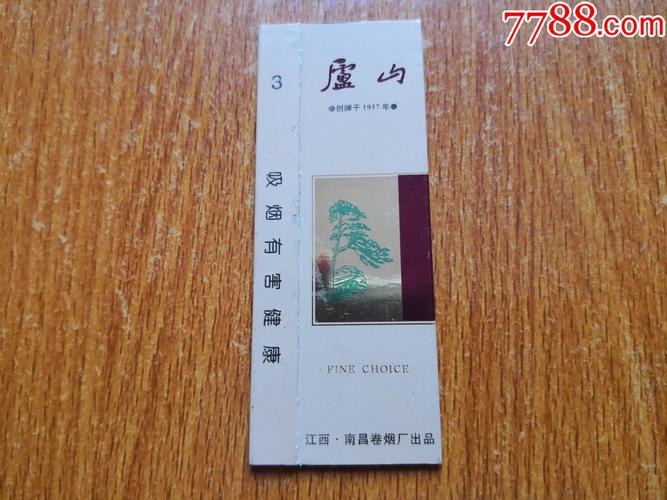 7788.com
3
吸烟有害健康
盧山
创牌于1957年
FINE CHOICE
江西·南昌卷烟厂出品